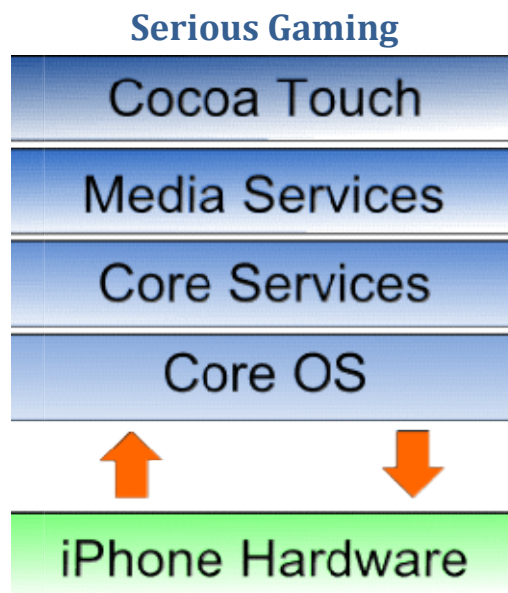 Serious Gaming
Cocoa Touch
Media Services
Core Services
Core OS
iPhone Hardware